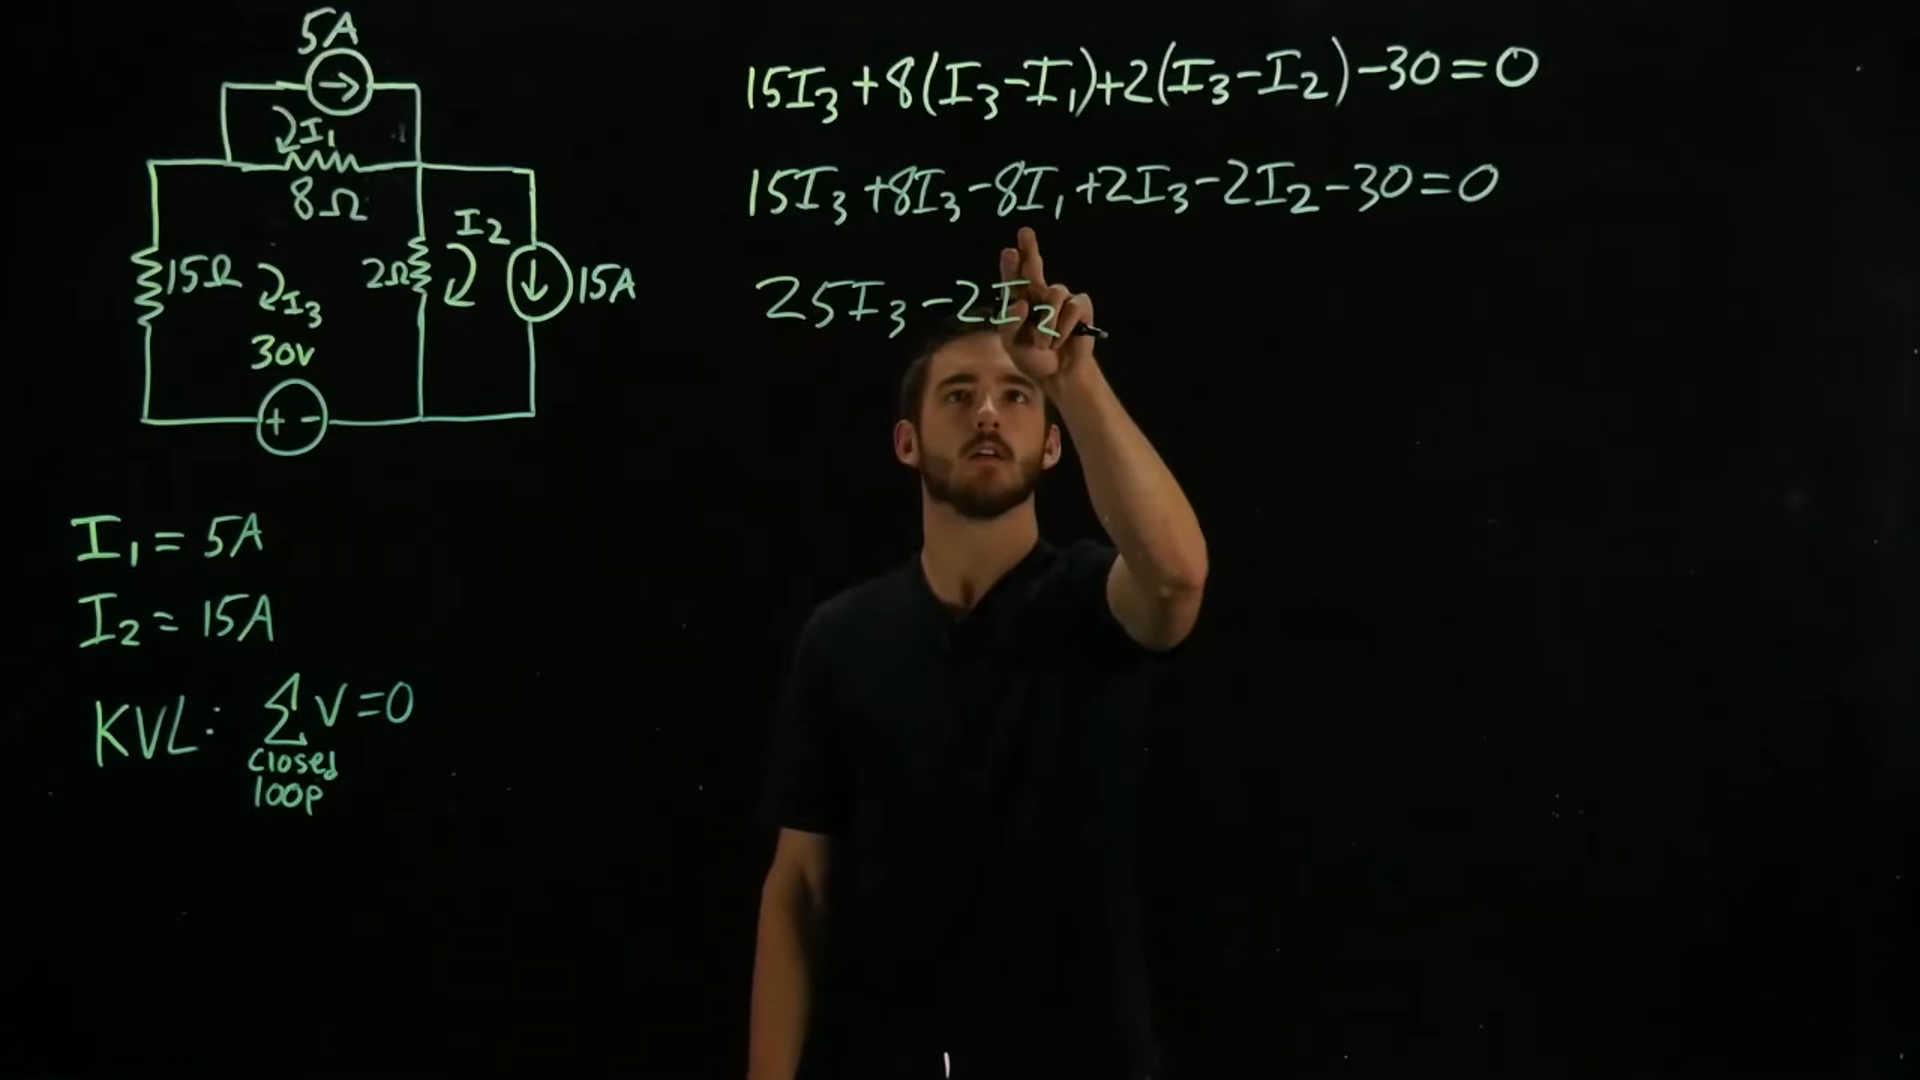 5A
I₁
8Ω
I₂
15Ω
I₃
2Ω
15A
30v
+ -
I₁ = 5A
I₂ = 15A
KVL: ΣV=0
closed
loop
15I₃+8(I₃-I₁)+2(I₃-I₂)-30=0
15I₃+8I₃-8I₁+2I₃-2I₂-30=0
25I₃-2I₂